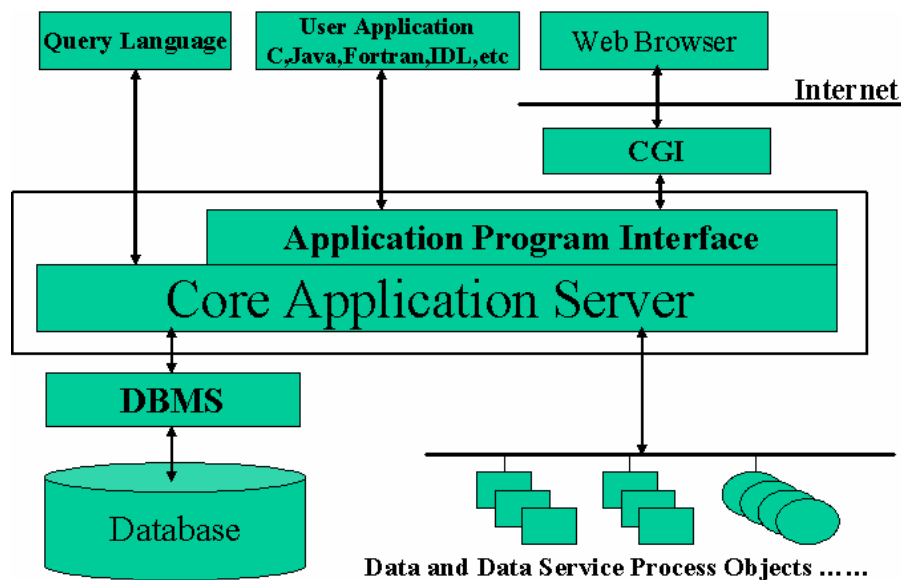 Query Language
User Application
C,Java,Fortran,IDL,etc
Web Browser
Internet
CGI
Application Program Interface
Core Application Server
DBMS
Database
Data and Data Service Process Objects ......